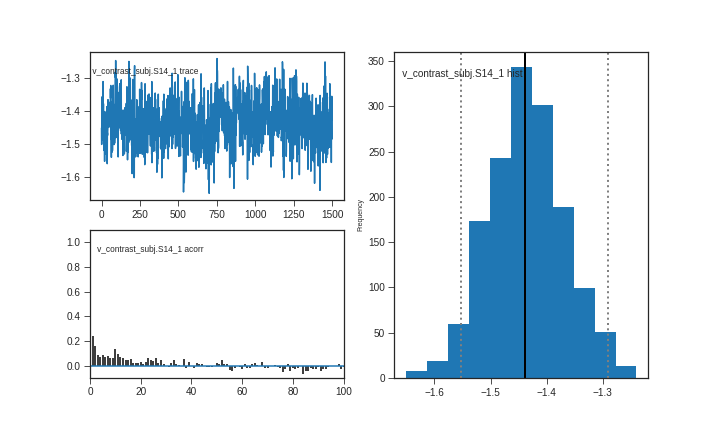 v_contrast_subj.S14_1 trace
−1.3
−1.4
−1.5
−1.6
0 250 500 750 1000 1250 1500
v_contrast_subj.S14_1 acorr
1.0
0.8
0.6
0.4
0.2
0.0
0 20 40 60 80 100
v_contrast_subj.S14_1 hist
Frequency
350
300
250
200
150
100
50
0
−1.6 −1.5 −1.4 −1.3